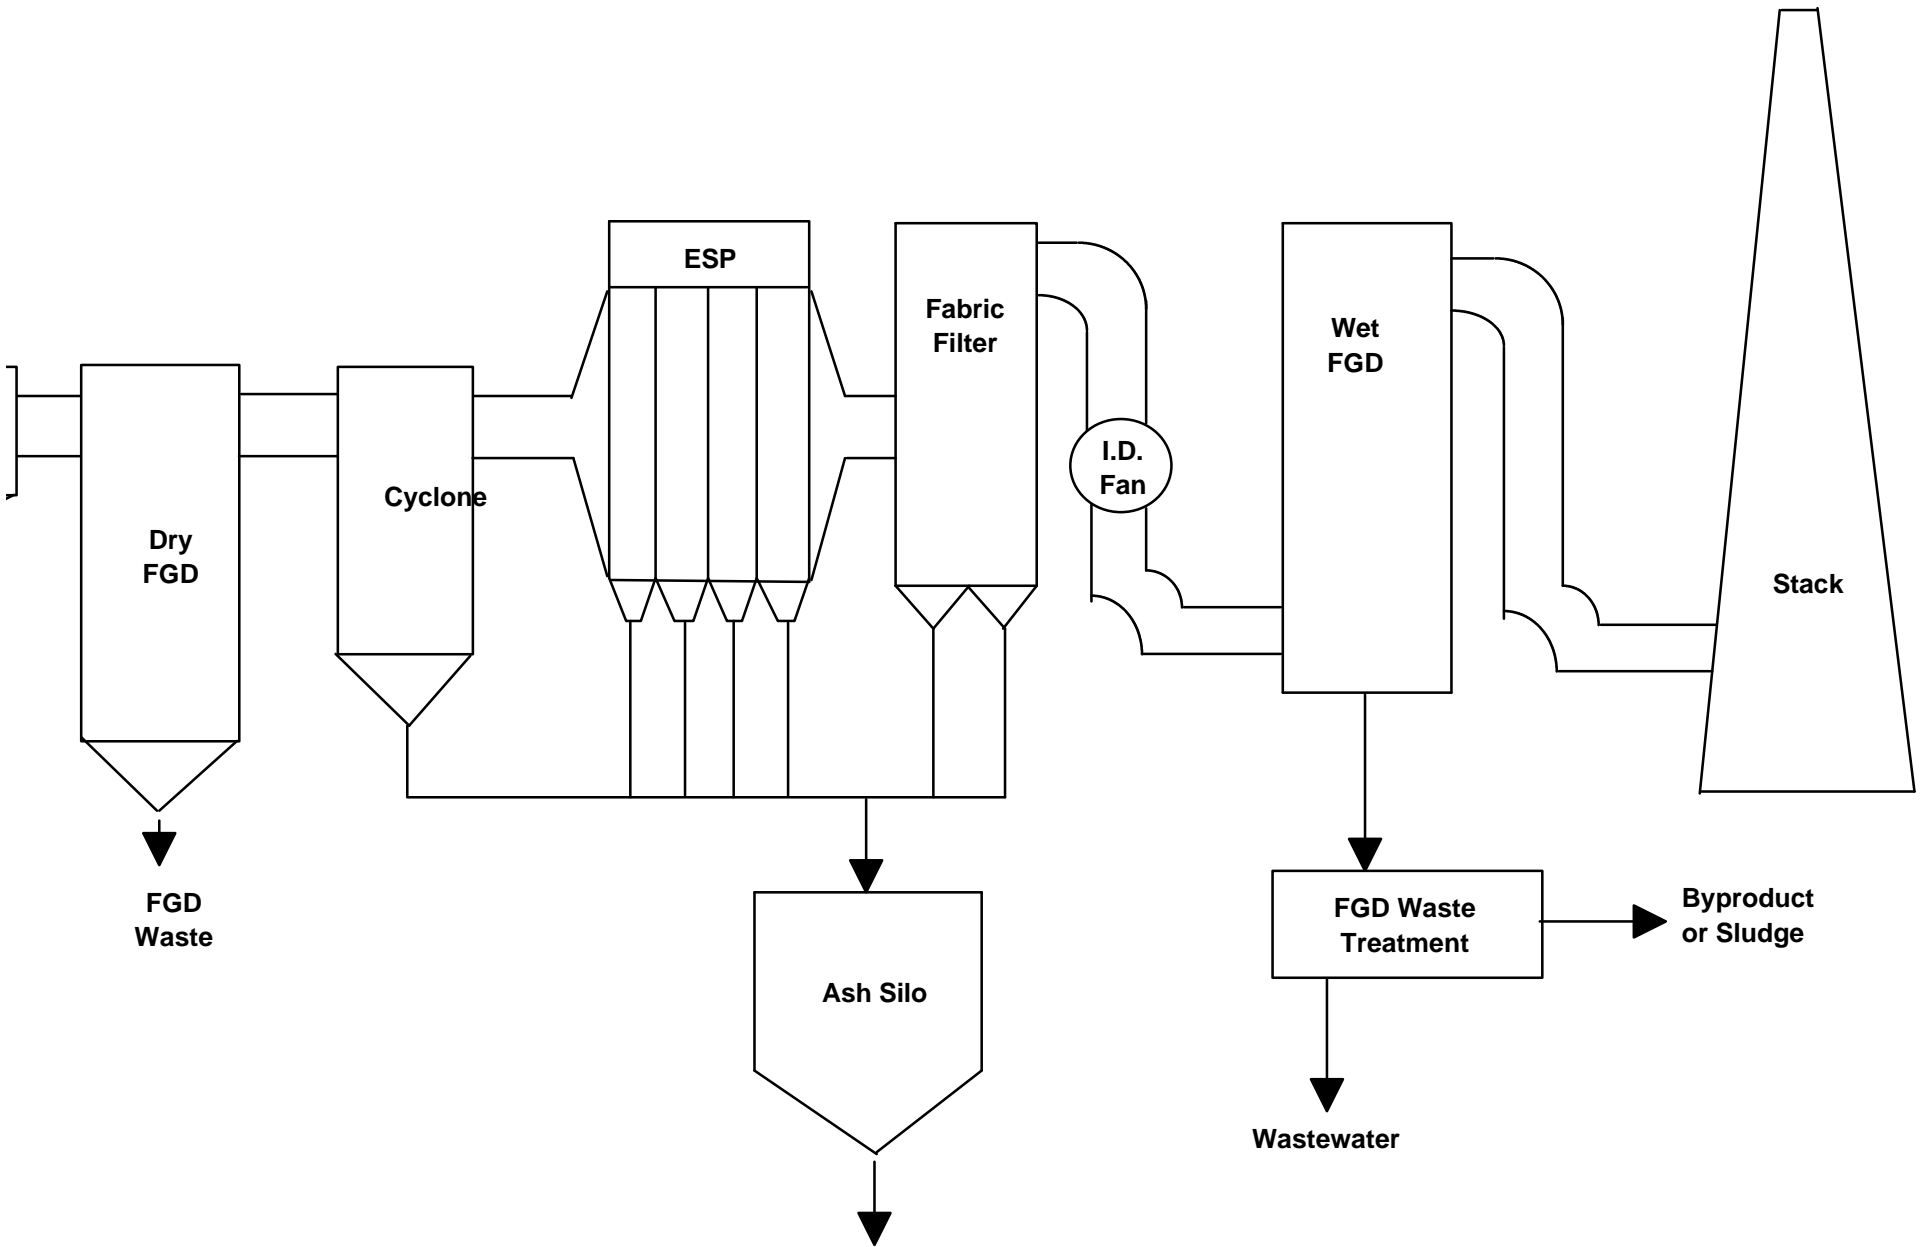 ESP
Fabric
Filter
Wet
FGD
I.D.
Fan
Cyclone
Dry
FGD
Stack
FGD
Waste
FGD Waste
Treatment
Byproduct
or Sludge
Ash Silo
Wastewater